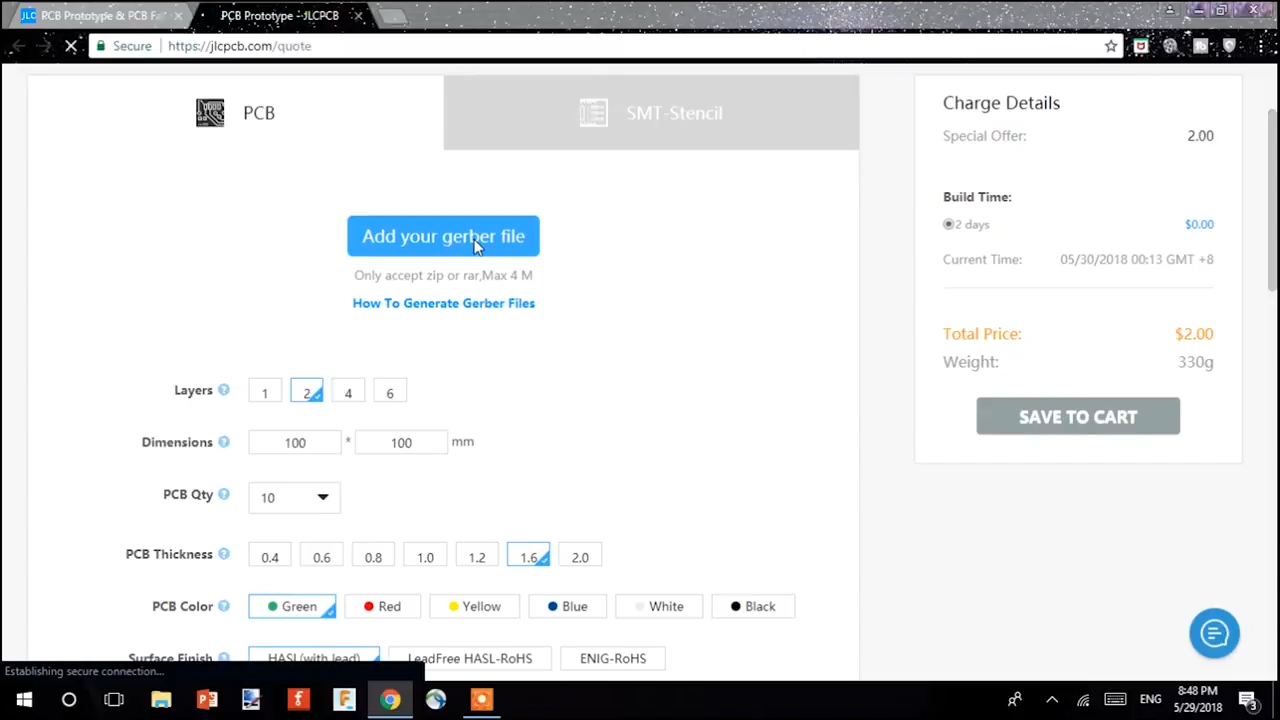 JLC PCB Prototype & PCB Fa
PCB Prototype - JLCPCB
Secure https://jlcpcb.com/quote
PCB
SMT-Stencil
Add your gerber file
Only accept zip or rar,Max 4 M
How To Generate Gerber Files
Layers ? 1 2 4 6
Dimensions ? 100 * 100 mm
PCB Qty ? 10
PCB Thickness ? 0.4 0.6 0.8 1.0 1.2 1.6 2.0
PCB Color ? Green Red Yellow Blue White Black
Surface Finish HASL(with lead) LeadFree HASL-RoHS ENIG-RoHS
Charge Details
Special Offer: 2.00
Build Time:
2 days $0.00
Current Time: 05/30/2018 00:13 GMT +8
Total Price: $2.00
Weight: 330g
SAVE TO CART
Establishing secure connection...
ENG
8:48 PM
5/29/2018
3